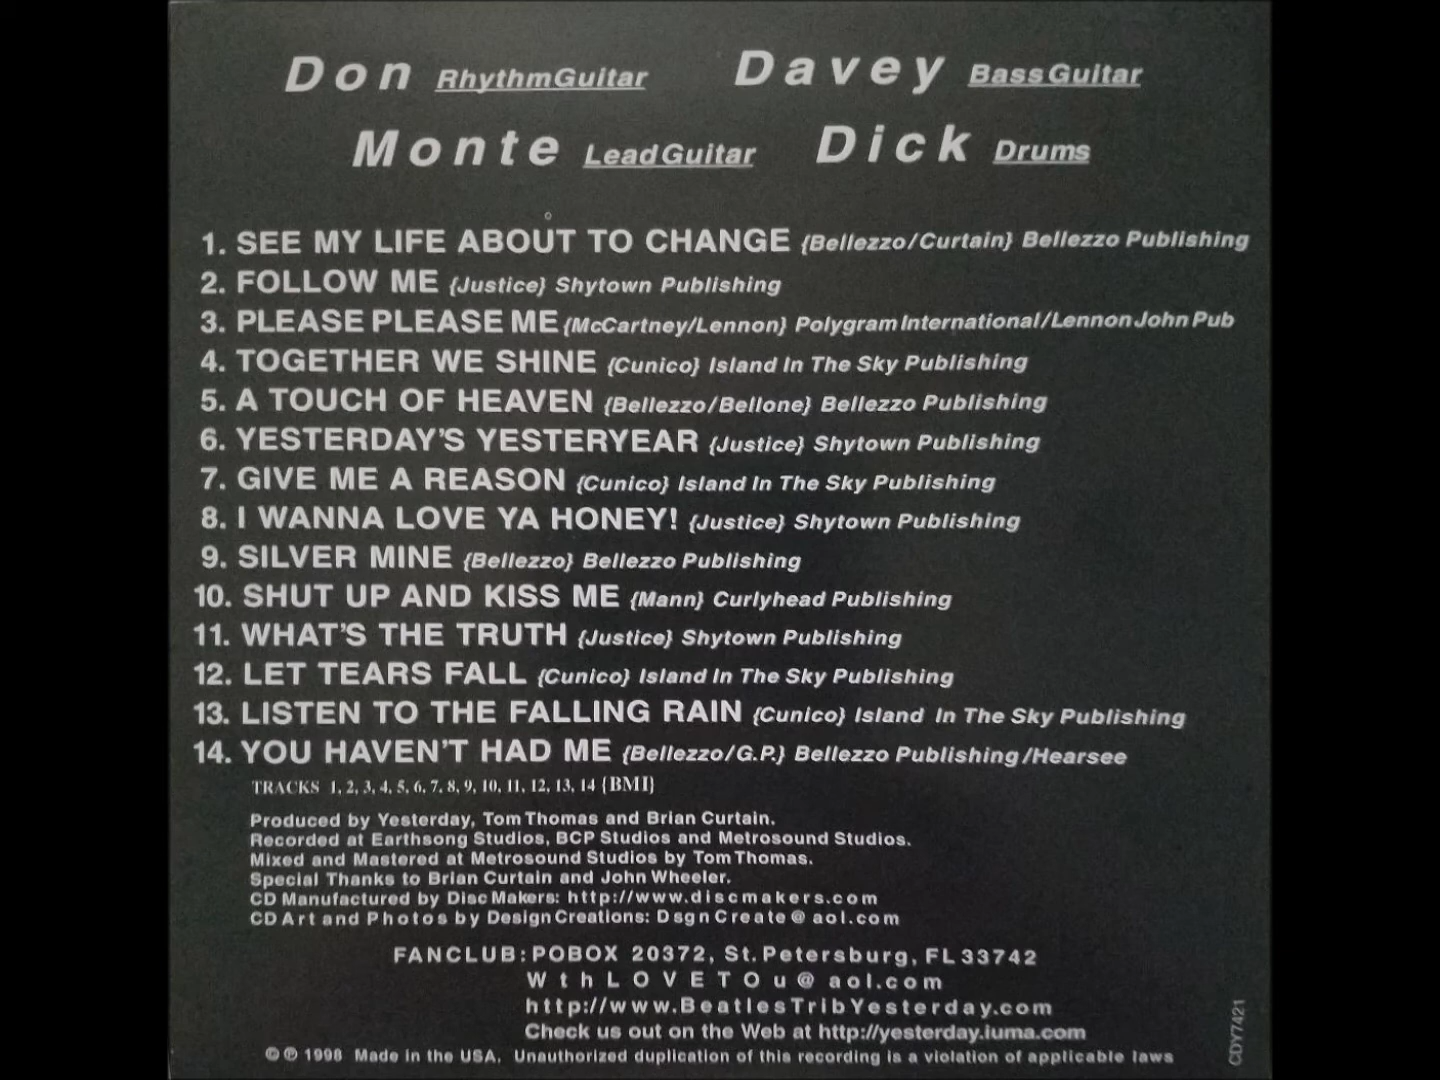 Don RhythmGuitar Davey BassGuitar
Monte LeadGuitar Dick Drums
1. SEE MY LIFE ABOUT TO CHANGE {Bellezzo/Curtain} Bellezzo Publishing
2. FOLLOW ME {Justice} Shytown Publishing
3. PLEASE PLEASE ME {McCartney/Lennon} Polygram International/Lennon John Pub
4. TOGETHER WE SHINE {Cunico} Island In The Sky Publishing
5. A TOUCH OF HEAVEN {Bellezzo/Bellone} Bellezzo Publishing
6. YESTERDAY'S YESTERYEAR {Justice} Shytown Publishing
7. GIVE ME A REASON {Cunico} Island In The Sky Publishing
8. I WANNA LOVE YA HONEY! {Justice} Shytown Publishing
9. SILVER MINE {Bellezzo} Bellezzo Publishing
10. SHUT UP AND KISS ME {Mann} Curlyhead Publishing
11. WHAT'S THE TRUTH {Justice} Shytown Publishing
12. LET TEARS FALL {Cunico} Island In The Sky Publishing
13. LISTEN TO THE FALLING RAIN {Cunico} Island In The Sky Publishing
14. YOU HAVEN'T HAD ME {Bellezzo/G.P.} Bellezzo Publishing/Hearsee
TRACKS 1, 2, 3, 4, 5, 6, 7, 8, 9, 10, 11, 12, 13, 14 {BMI}
Produced by Yesterday, Tom Thomas and Brian Curtain.
Recorded at Earthsong Studios, BCP Studios and Metrosound Studios.
Mixed and Mastered at Metrosound Studios by Tom Thomas.
Special Thanks to Brian Curtain and John Wheeler.
CD Manufactured by Disc Makers: http://www.discmakers.com
CD Art and Photos by Design Creations: DsgnCreate@aol.com
FANCLUB: POBOX 20372, St. Petersburg, FL 33742
WthLOVETOu@aol.com
http://www.BeatlesTribYesterday.com
Check us out on the Web at http://yesterday.iuma.com
©℗ 1998 Made in the USA. Unauthorized duplication of this recording is a violation of applicable laws
CDY7421